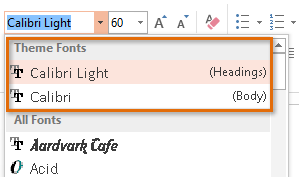 Calibri Light 60
Theme Fonts
Calibri Light (Headings)
Calibri (Body)
All Fonts
Aardvark Cafe
Acid